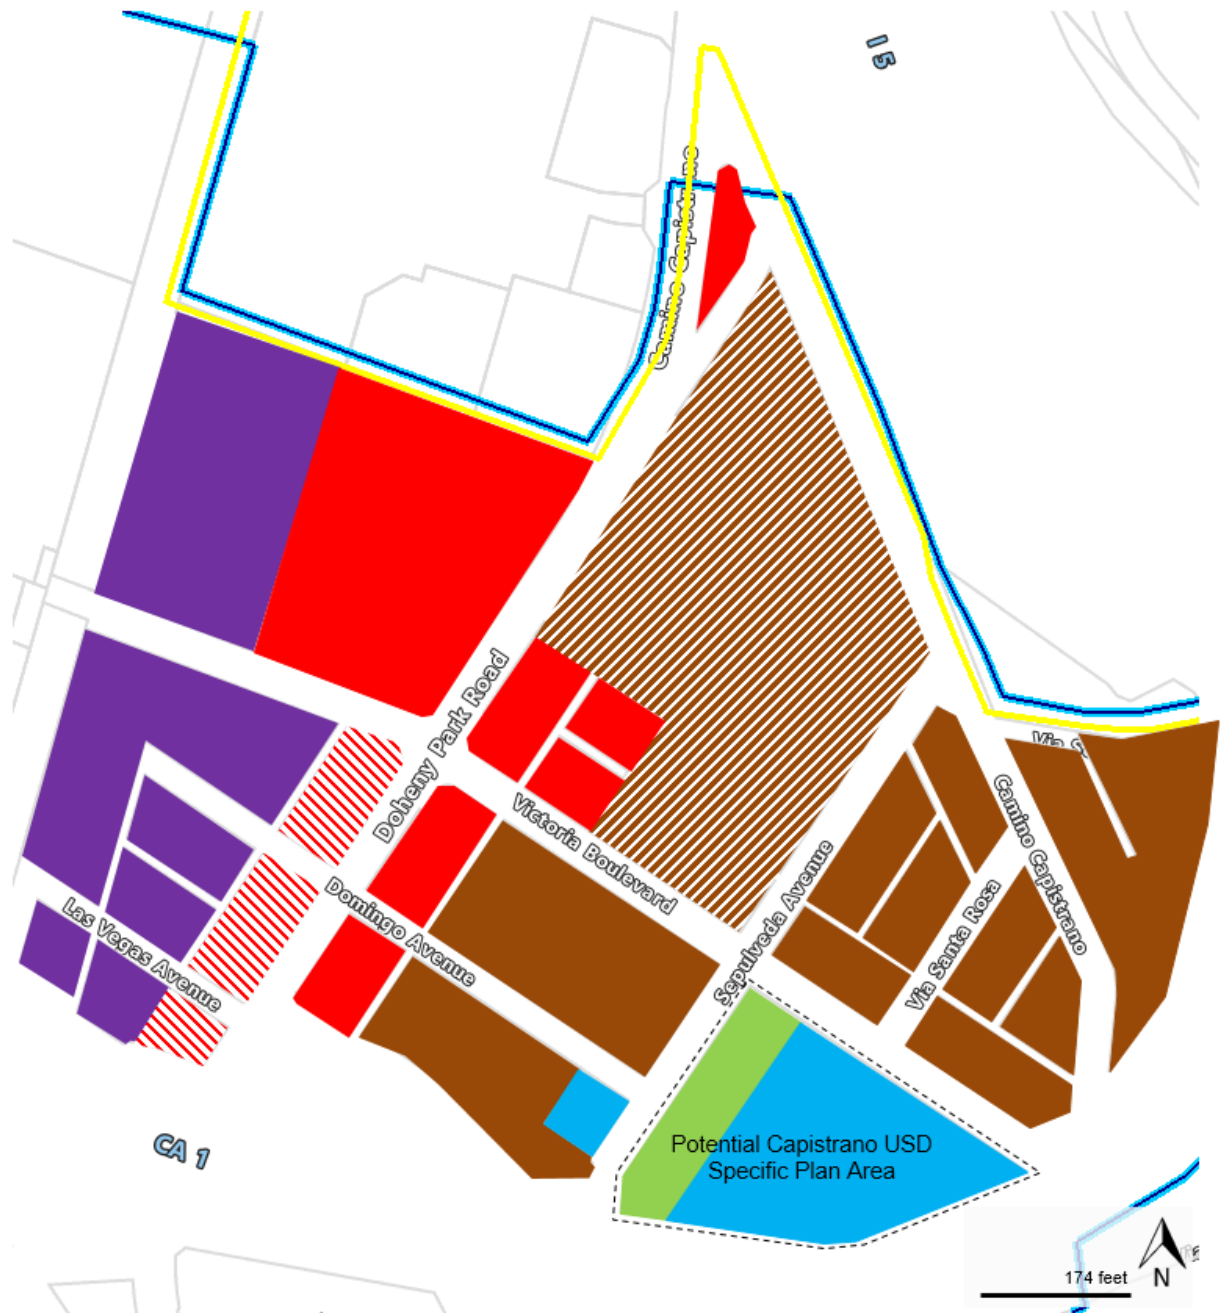 I 5
Camino Capistrano
Doheny Park Road
Via
Camino Capistrano
Victoria Boulevard
Sepulveda Avenue
Via Santa Rosa
Domingo Avenue
Las Vegas Avenue
CA 1
Potential Capistrano USD
Specific Plan Area
174 feet
N